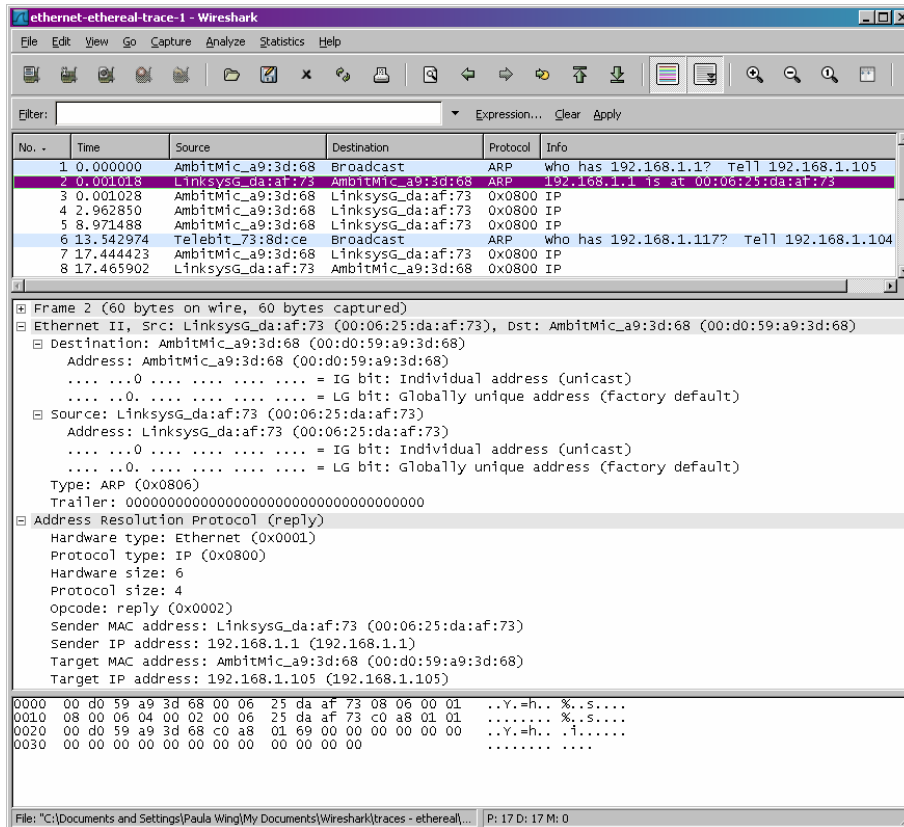 ethernet-ethereal-trace-1 - Wireshark
File Edit View Go Capture Analyze Statistics Help
Filter: Expression... Clear Apply
No. - Time Source Destination Protocol Info
1 0.000000 AmbitMic_a9:3d:68 Broadcast ARP Who has 192.168.1.1? Tell 192.168.1.105
2 0.001018 LinksysG_da:af:73 AmbitMic_a9:3d:68 ARP 192.168.1.1 is at 00:06:25:da:af:73
3 0.001028 AmbitMic_a9:3d:68 LinksysG_da:af:73 0x0800 IP
4 2.962850 AmbitMic_a9:3d:68 LinksysG_da:af:73 0x0800 IP
5 8.971488 AmbitMic_a9:3d:68 LinksysG_da:af:73 0x0800 IP
6 13.542974 Telebit_73:8d:ce Broadcast ARP Who has 192.168.1.117? Tell 192.168.1.104
7 17.444423 AmbitMic_a9:3d:68 LinksysG_da:af:73 0x0800 IP
8 17.465902 LinksysG_da:af:73 AmbitMic_a9:3d:68 0x0800 IP
Frame 2 (60 bytes on wire, 60 bytes captured)
Ethernet II, Src: LinksysG_da:af:73 (00:06:25:da:af:73), Dst: AmbitMic_a9:3d:68 (00:d0:59:a9:3d:68)
Destination: AmbitMic_a9:3d:68 (00:d0:59:a9:3d:68)
Address: AmbitMic_a9:3d:68 (00:d0:59:a9:3d:68)
.... ...0 .... .... .... .... = IG bit: Individual address (unicast)
.... ..0. .... .... .... .... = LG bit: Globally unique address (factory default)
Source: LinksysG_da:af:73 (00:06:25:da:af:73)
Address: LinksysG_da:af:73 (00:06:25:da:af:73)
.... ...0 .... .... .... .... = IG bit: Individual address (unicast)
.... ..0. .... .... .... .... = LG bit: Globally unique address (factory default)
Type: ARP (0x0806)
Trailer: 000000000000000000000000000000000000
Address Resolution Protocol (reply)
Hardware type: Ethernet (0x0001)
Protocol type: IP (0x0800)
Hardware size: 6
Protocol size: 4
Opcode: reply (0x0002)
Sender MAC address: LinksysG_da:af:73 (00:06:25:da:af:73)
Sender IP address: 192.168.1.1 (192.168.1.1)
Target MAC address: AmbitMic_a9:3d:68 (00:d0:59:a9:3d:68)
Target IP address: 192.168.1.105 (192.168.1.105)
0000 00 d0 59 a9 3d 68 00 06 25 da af 73 08 06 00 01 ..Y.=h.. %..s....
0010 08 00 06 04 00 02 00 06 25 da af 73 c0 a8 01 01 ........ %..s....
0020 00 d0 59 a9 3d 68 c0 a8 01 69 00 00 00 00 00 00 ..Y.=h.. .i......
0030 00 00 00 00 00 00 00 00 00 00 00 00 ........ ....
File: "C:\Documents and Settings\Paula Wing\My Documents\Wireshark\traces - ethereal\... P: 17 D: 17 M: 0